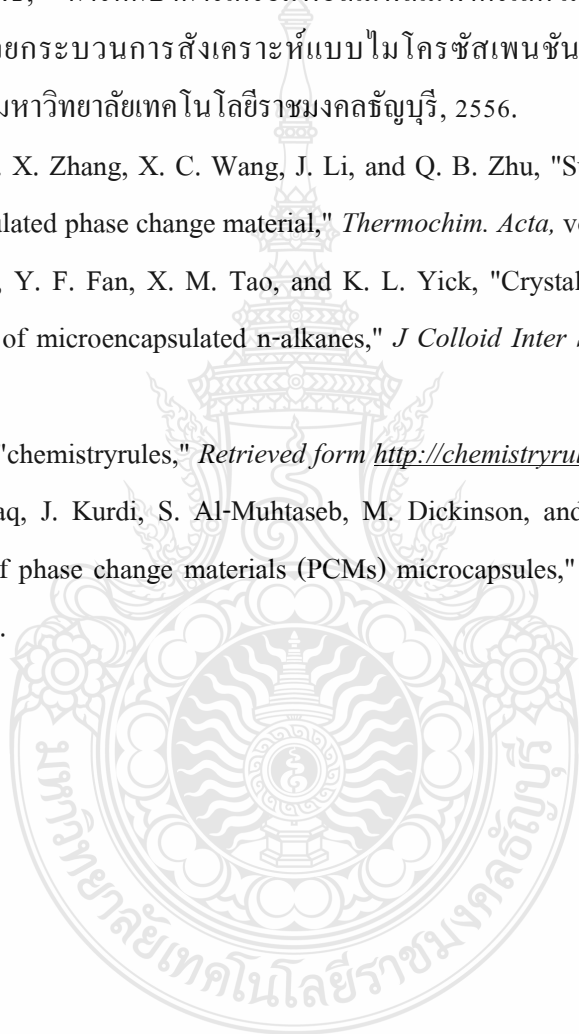 ยกระบวนการสังเคราะห์แบบไมโครซัสเพนชัน
มหาวิทยาลัยเทคโนโลยีราชมงคลธัญบุรี, 2556.
. X. Zhang, X. C. Wang, J. Li, and Q. B. Zhu, "S
ulated phase change material," Thermochim. Acta, v
, Y. F. Fan, X. M. Tao, and K. L. Yick, "Crystal
of microencapsulated n-alkanes," J Colloid Inter
"chemistryrules," Retrieved form http://chemistryrul
aq, J. Kurdi, S. Al-Muhtaseb, M. Dickinson, and
f phase change materials (PCMs) microcapsules,"
.
มหาวิทยาลัยเทคโนโลยีราชมงคลธัญบุรี